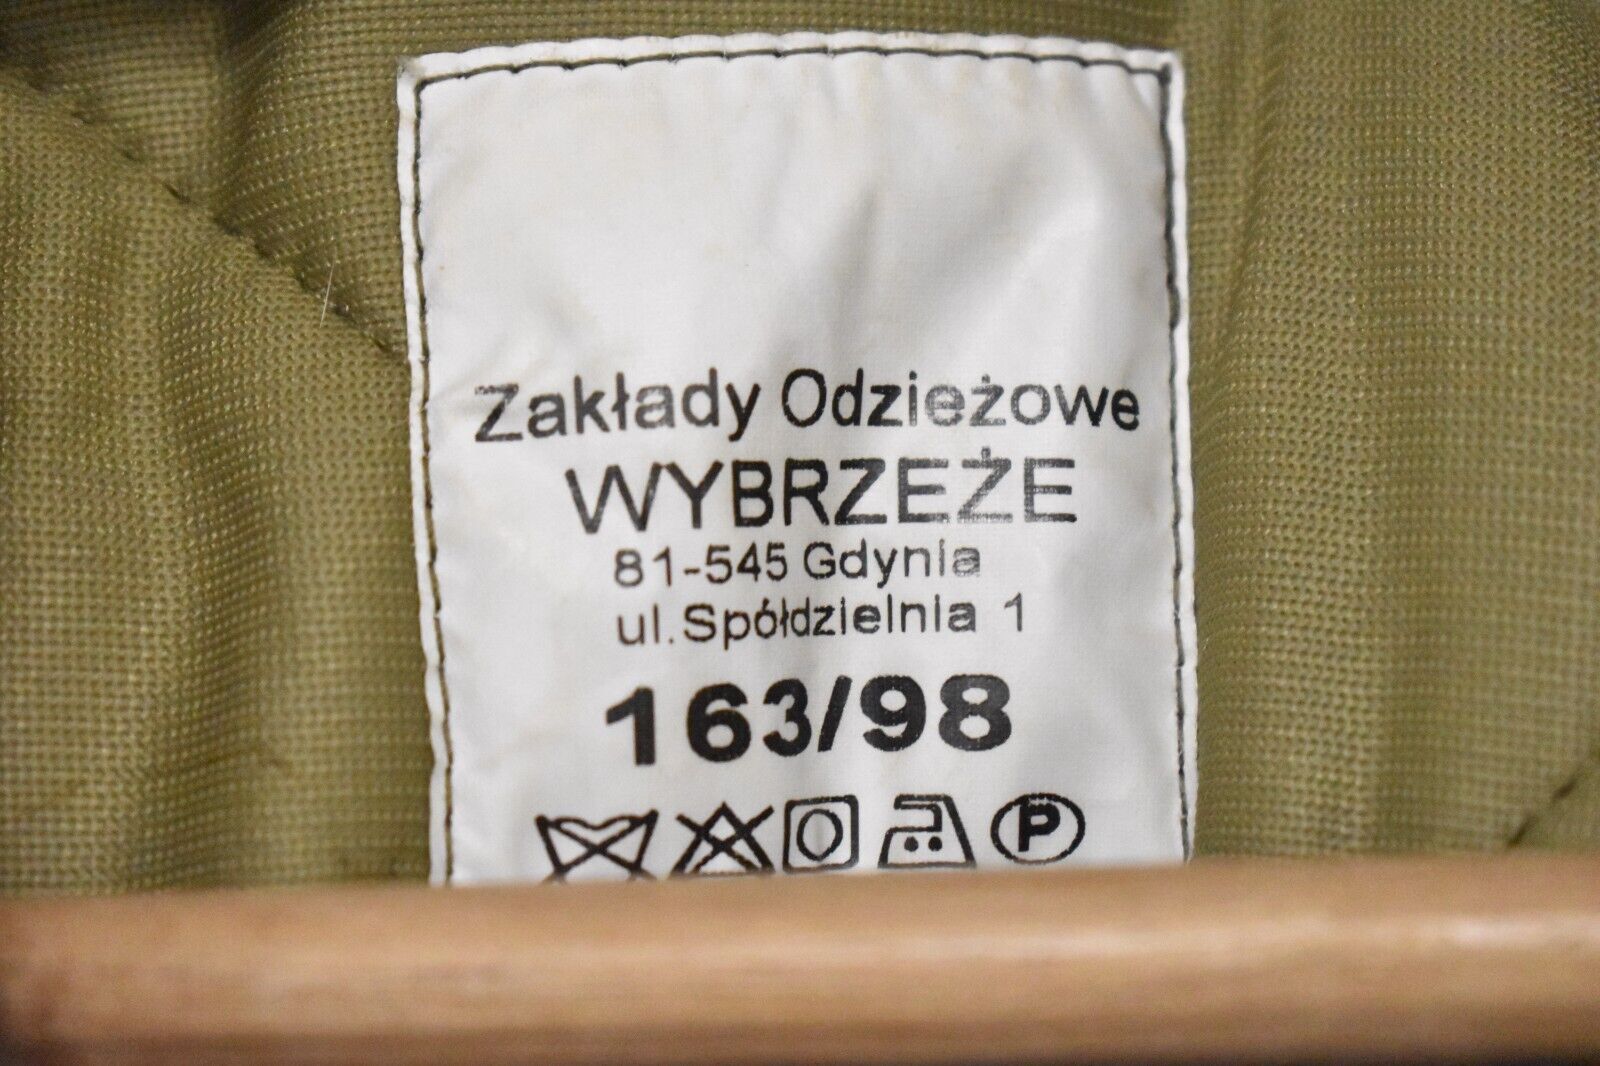 Zakłady Odzieżowe
WYBRZEŻE
81-545 Gdynia
ul.Spółdzielnia 1
163/98
P